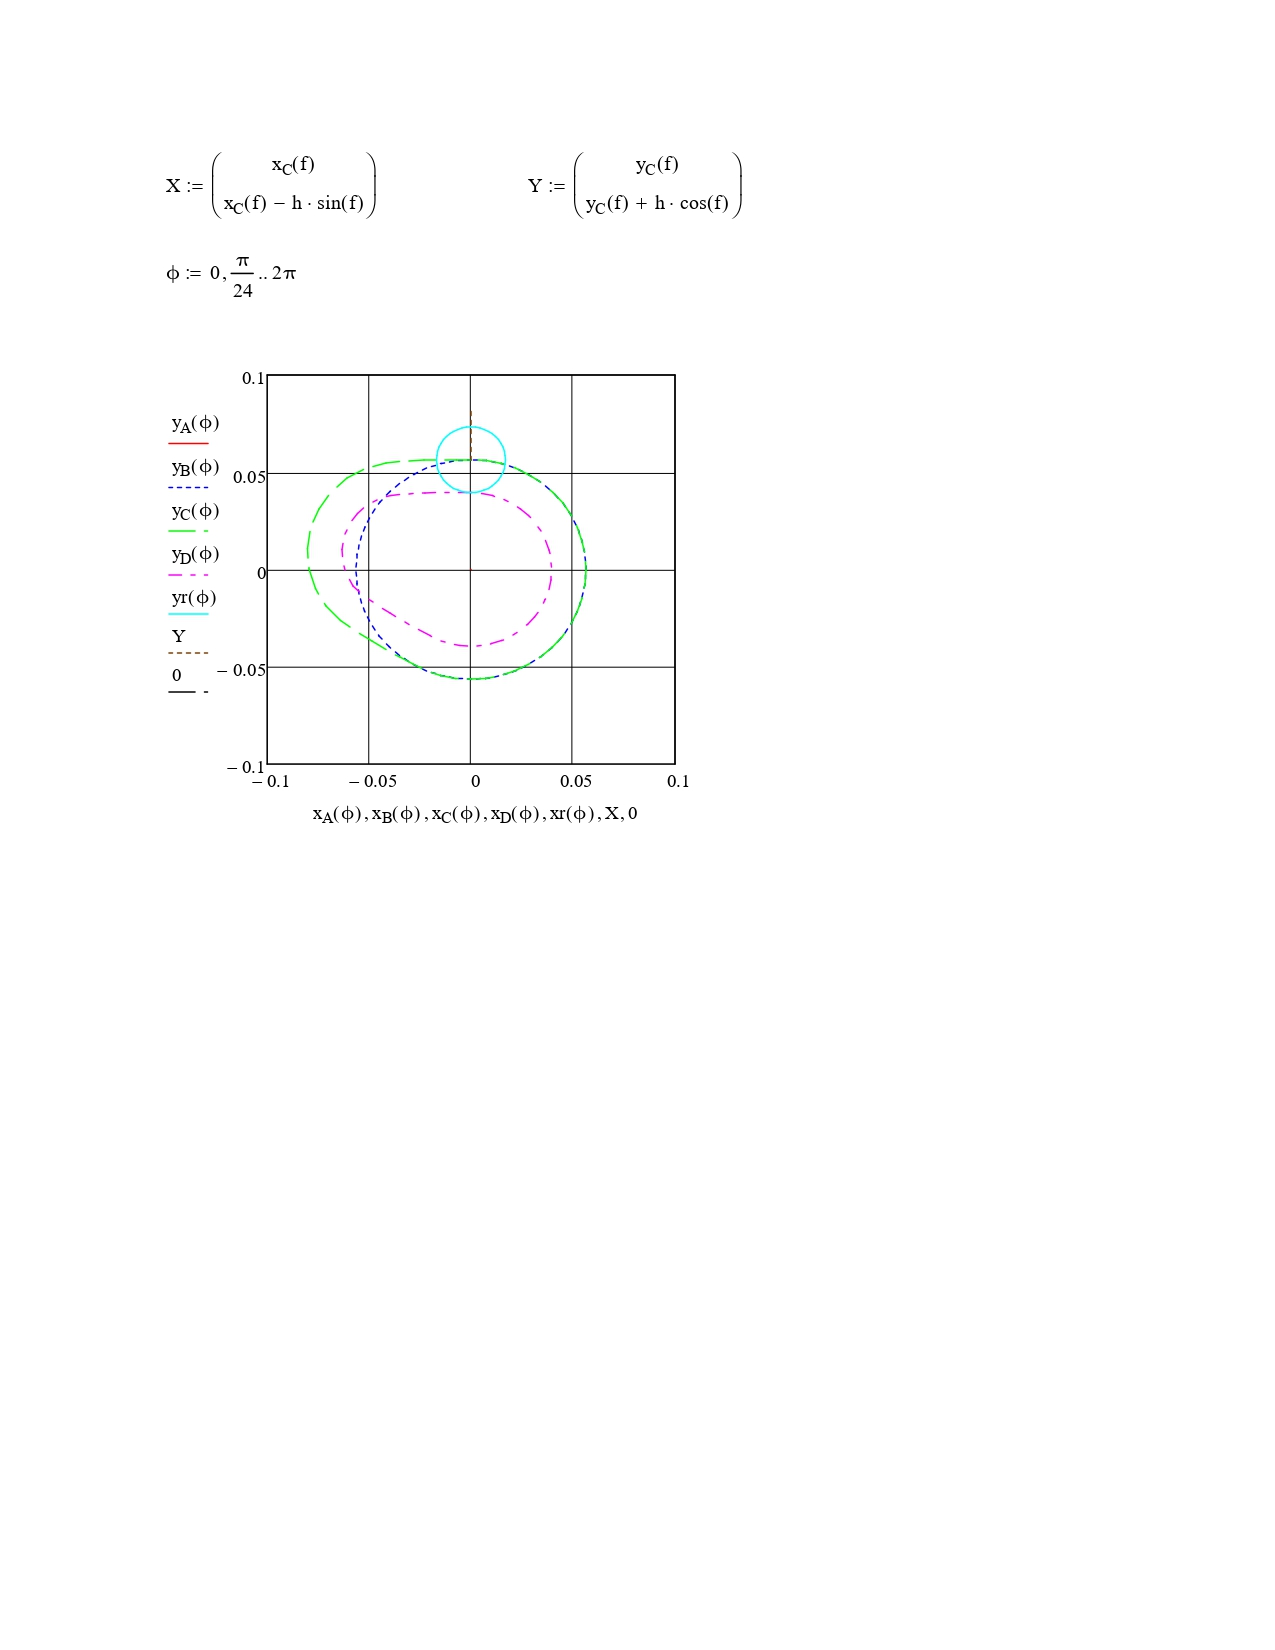 X := ( x_C(f) x_C(f) − h · sin(f) )    Y := ( y_C(f) y_C(f) + h · cos(f) )
ϕ := 0, π/24 .. 2π
0.1
y_A(ϕ)
y_B(ϕ)
0.05
y_C(ϕ)
y_D(ϕ)
0
yr(ϕ)
Y
0
− 0.05
− 0.1
− 0.1 − 0.05 0 0.05 0.1
x_A(ϕ), x_B(ϕ), x_C(ϕ), x_D(ϕ), xr(ϕ), X, 0